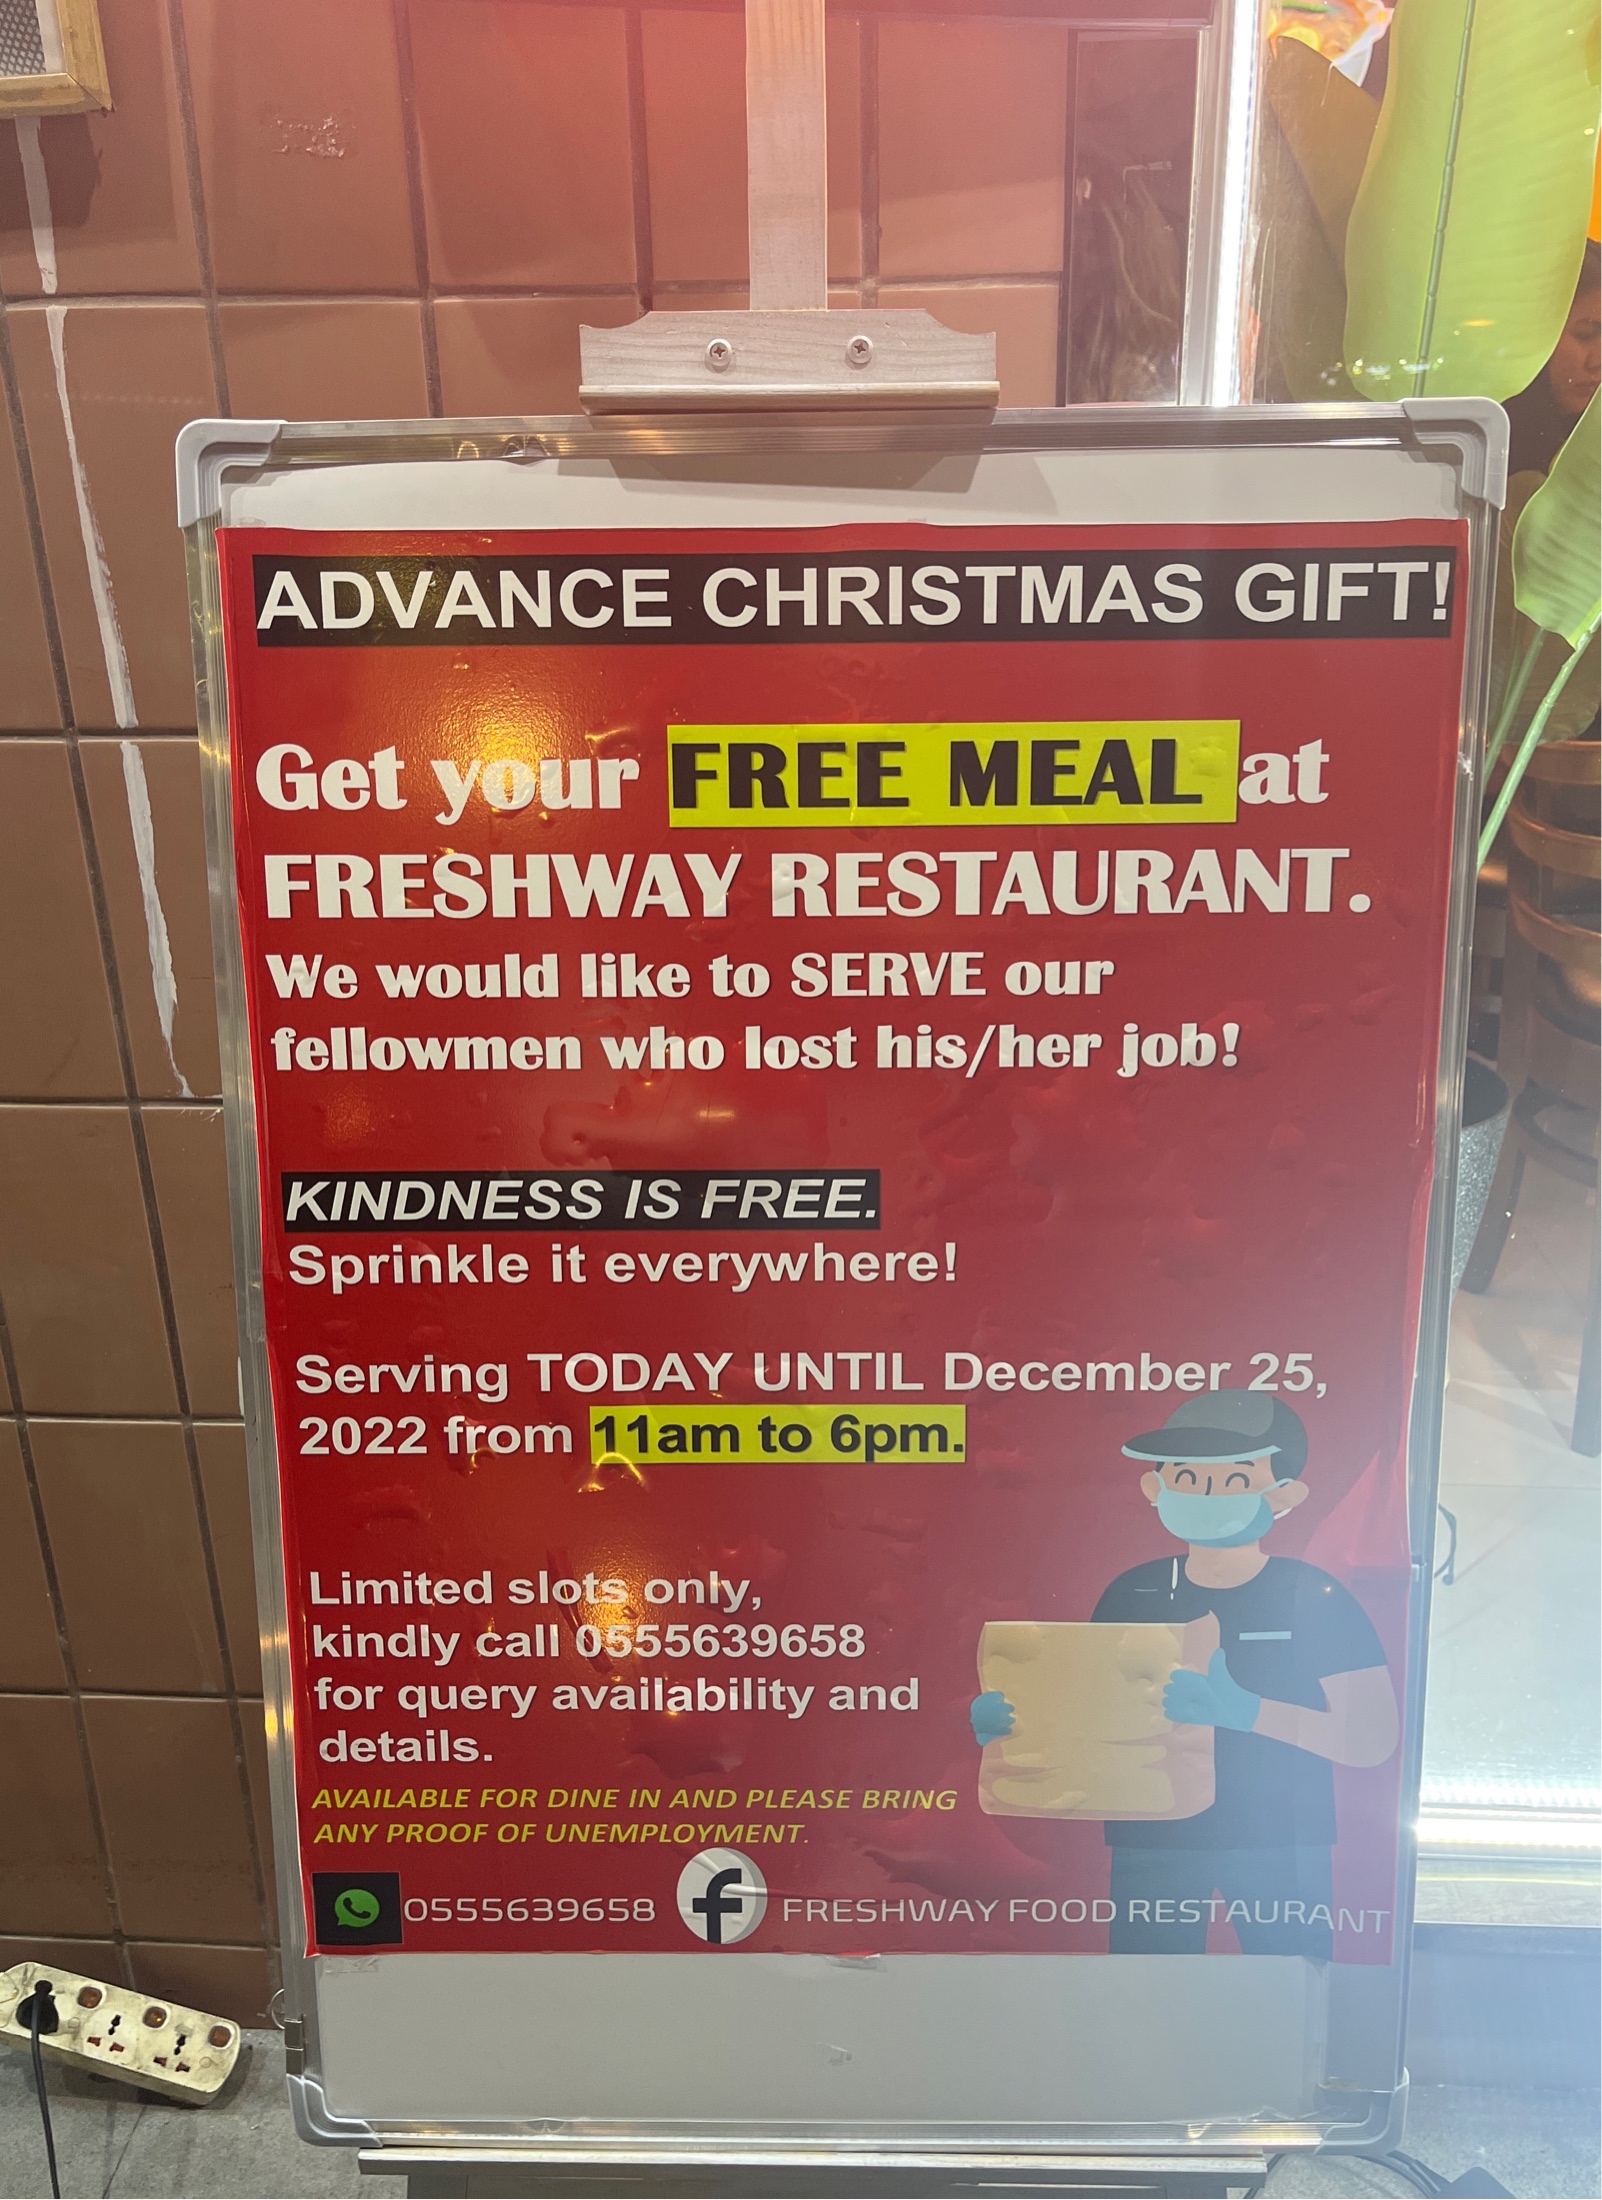 ADVANCE CHRISTMAS GIFT!
Get your FREE MEAL at
FRESHWAY RESTAURANT.
We would like to SERVE our
fellowmen who lost his/her job!
KINDNESS IS FREE.
Sprinkle it everywhere!
Serving TODAY UNTIL December 25,
2022 from 11am to 6pm.
Limited slots only,
kindly call 0555639658
for query availability and
details.
AVAILABLE FOR DINE IN AND PLEASE BRING
ANY PROOF OF UNEMPLOYMENT.
0555639658 f FRESHWAY FOOD RESTAURANT